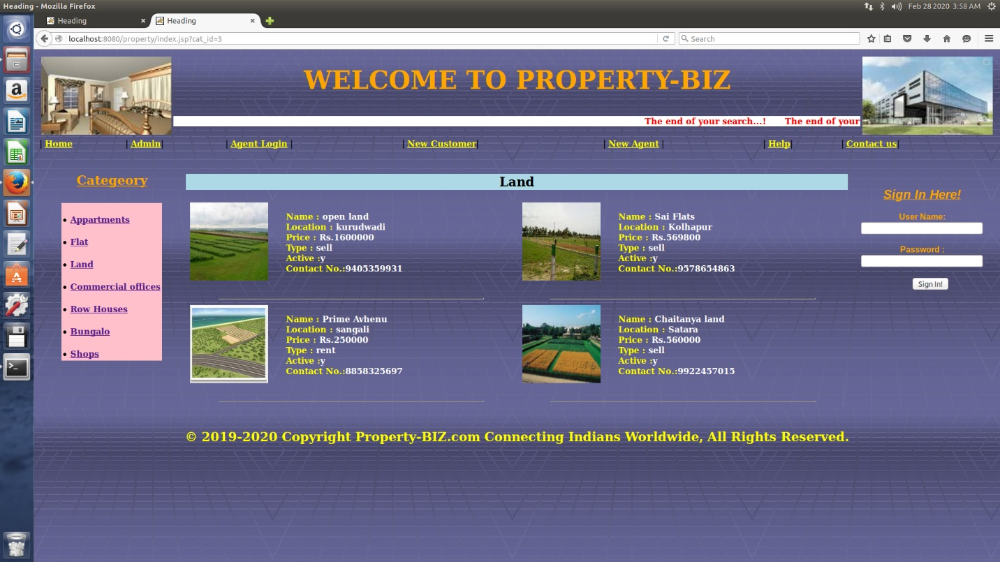 Heading - Mozilla Firefox
Feb 28 2020 3:58 AM
Heading
Heading
localhost:8080/property/index.jsp?cat_id=3
Search
WELCOME TO PROPERTY-BIZ
The end of your search...! The end of your
| Home | Admin| | Agent Login | | New Customer| | New Agent | | Help| | Contact us|
Categeory
• Appartments
• Flat
• Land
• Commercial offices
• Row Houses
• Bungalo
• Shops
Land
Name : open land
Location : kurudwadi
Price : Rs.1600000
Type : sell
Active :y
Contact No.:9405359931
Name : Sai Flats
Location : Kolhapur
Price : Rs.569800
Type : sell
Active :y
Contact No.:9578654863
Name : Prime Avhenu
Location : sangali
Price : Rs.250000
Type : rent
Active :y
Contact No.:8858325697
Name : Chaitanya land
Location : Satara
Price : Rs.560000
Type : sell
Active :y
Contact No.:9922457015
Sign In Here!
User Name:
Password :
Sign In!
© 2019-2020 Copyright Property-BIZ.com Connecting Indians Worldwide, All Rights Reserved.